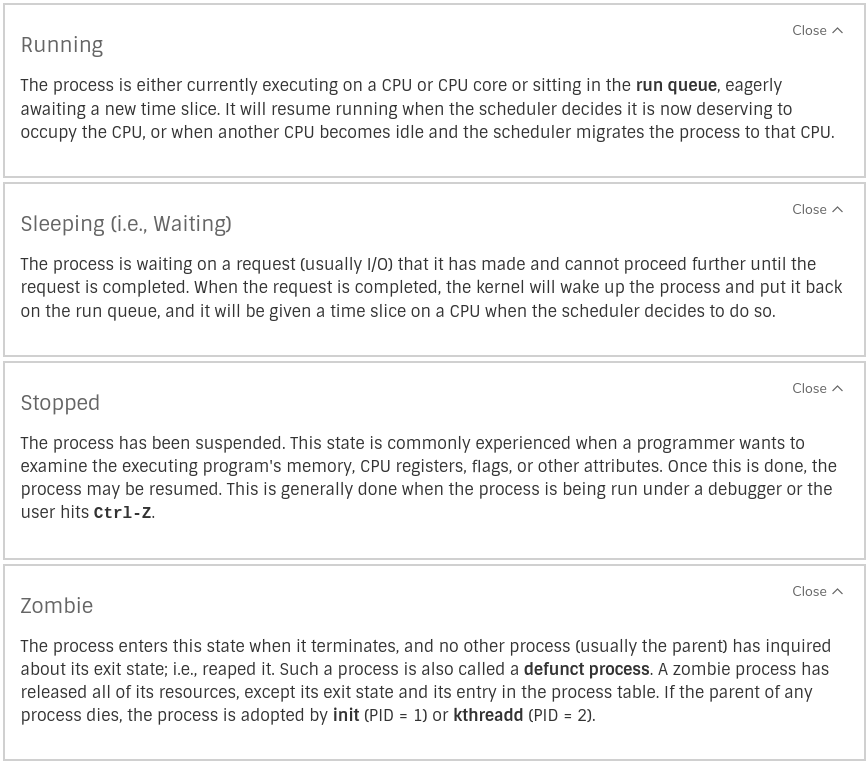 Close
Running
The process is either currently executing on a CPU or CPU core or sitting in the run queue, eagerly
awaiting a new time slice. It will resume running when the scheduler decides it is now deserving to
occupy the CPU, or when another CPU becomes idle and the scheduler migrates the process to that CPU.
Close
Sleeping (i.e., Waiting)
The process is waiting on a request (usually I/O) that it has made and cannot proceed further until the
request is completed. When the request is completed, the kernel will wake up the process and put it back
on the run queue, and it will be given a time slice on a CPU when the scheduler decides to do so.
Close
Stopped
The process has been suspended. This state is commonly experienced when a programmer wants to
examine the executing program's memory, CPU registers, flags, or other attributes. Once this is done, the
process may be resumed. This is generally done when the process is being run under a debugger or the
user hits Ctrl-Z.
Close
Zombie
The process enters this state when it terminates, and no other process (usually the parent) has inquired
about its exit state; i.e., reaped it. Such a process is also called a defunct process. A zombie process has
released all of its resources, except its exit state and its entry in the process table. If the parent of any
process dies, the process is adopted by init (PID = 1) or kthreadd (PID = 2).